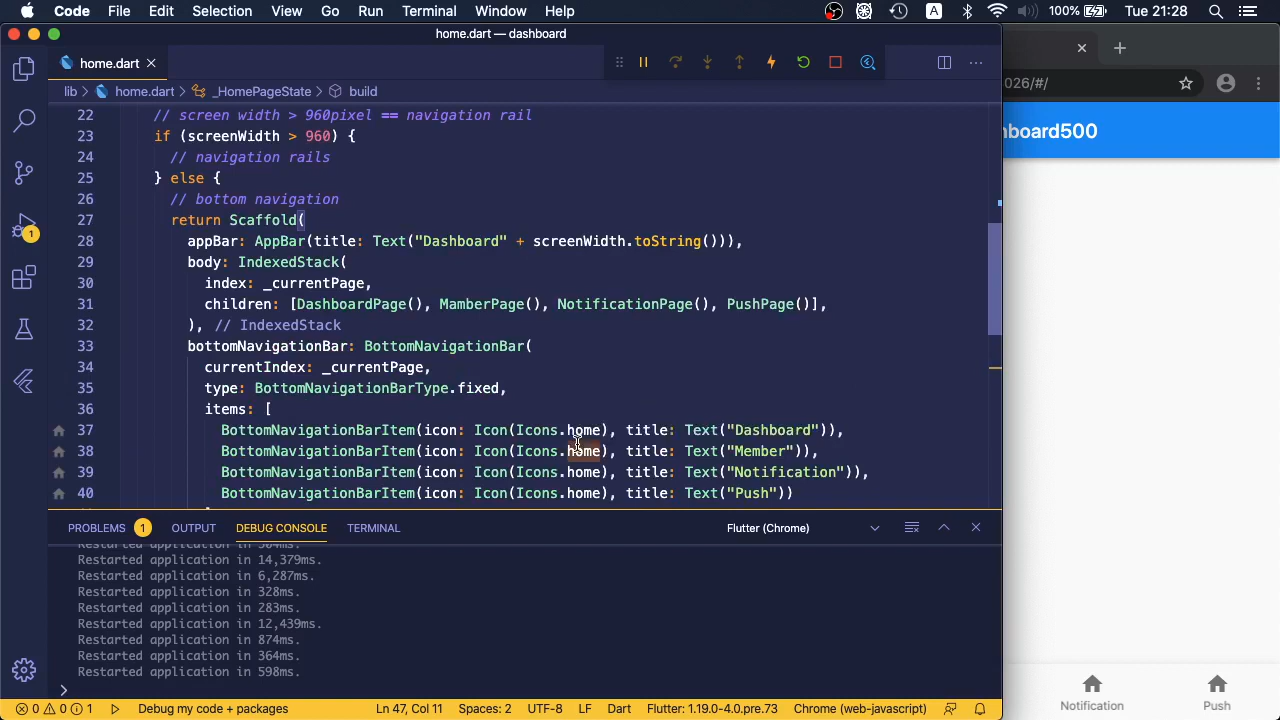 Code File Edit Selection View Go Run Terminal Window Help A 100% Tue 21:28
home.dart — dashboard
home.dart
lib > home.dart > _HomePageState > build
026/#/
22 // screen width > 960pixel == navigation rail
23 if (screenWidth > 960) {
24 // navigation rails
25 } else {
26 // bottom navigation
27 return Scaffold(
28 appBar: AppBar(title: Text("Dashboard" + screenWidth.toString())),
29 body: IndexedStack(
30 index: _currentPage,
31 children: [DashboardPage(), MamberPage(), NotificationPage(), PushPage()],
32 ), // IndexedStack
33 bottomNavigationBar: BottomNavigationBar(
34 currentIndex: _currentPage,
35 type: BottomNavigationBarType.fixed,
36 items: [
37 BottomNavigationBarItem(icon: Icon(Icons.home), title: Text("Dashboard")),
38 BottomNavigationBarItem(icon: Icon(Icons.home), title: Text("Member")),
39 BottomNavigationBarItem(icon: Icon(Icons.home), title: Text("Notification")),
40 BottomNavigationBarItem(icon: Icon(Icons.home), title: Text("Push"))
hboard500
1
PROBLEMS 1 OUTPUT DEBUG CONSOLE TERMINAL Flutter (Chrome)
Restarted application in 304ms.
Restarted application in 14,379ms.
Restarted application in 6,287ms.
Restarted application in 328ms.
Restarted application in 283ms.
Restarted application in 12,439ms.
Restarted application in 874ms.
Restarted application in 364ms.
Restarted application in 598ms.
>
Notification Push
0 0 1 Debug my code + packages Ln 47, Col 11 Spaces: 2 UTF-8 LF Dart Flutter: 1.19.0-4.0.pre.73 Chrome (web-javascript)